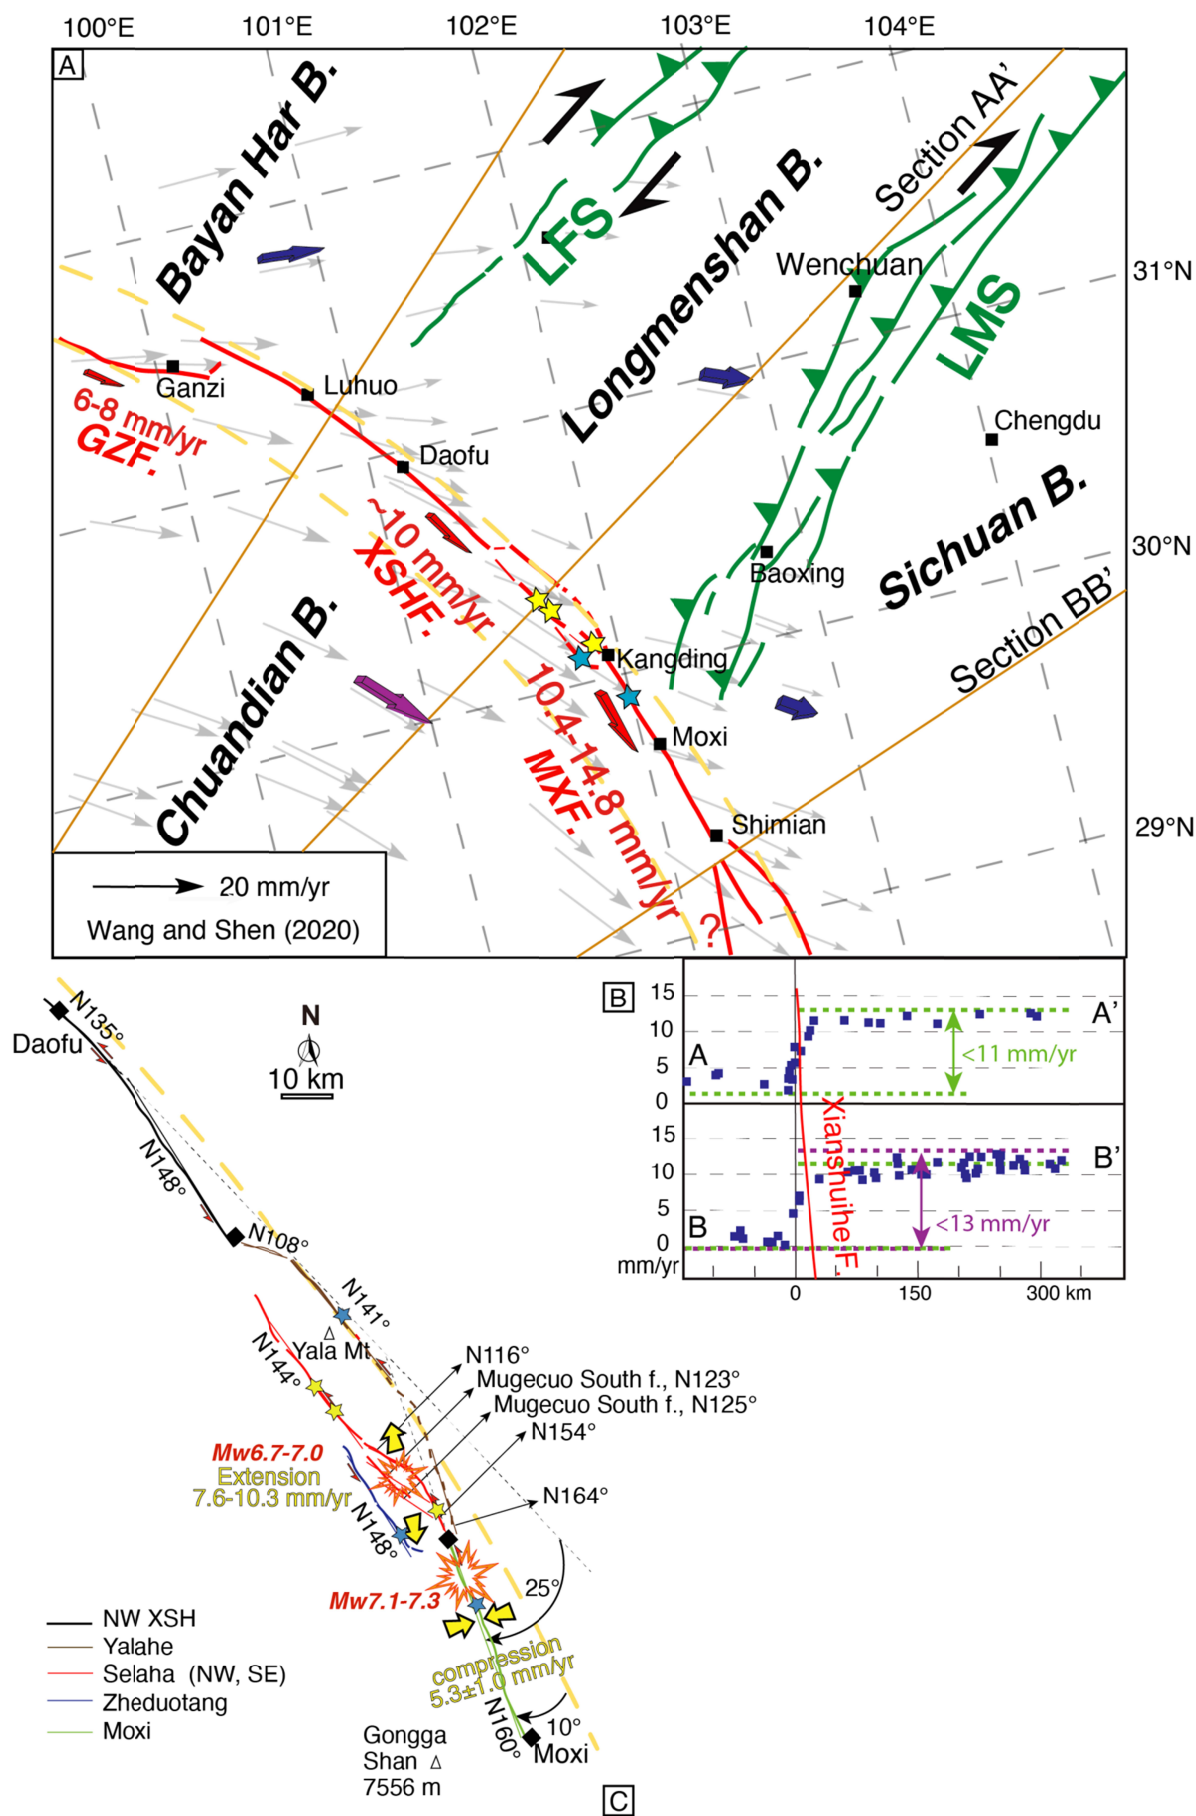 100°E
101°E
102°E
103°E
104°E
A
Bayan Har B.
LFS
Longmenshan B.
Section AA'
Wenchuan
31°N
LMS
Ganzi
Luhuo
6-8 mm/yr
GZF.
Chengdu
Daofu
~10 mm/yr
XSHF.
Sichuan B.
30°N
Baoxing
Section BB'
Chuandian B.
Kangding
10.4-14.8 mm/yr
MXF.
Moxi
Shimian
29°N
?
20 mm/yr
Wang and Shen (2020)
B
15
10
5
0
A
A'
<11 mm/yr
Xianshuihe F.
15
10
5
0
mm/yr
B
B'
<13 mm/yr
0
150
300 km
N135°
Daofu
N
10 km
N148°
N108°
N141°
Yala Mt
N144°
N116°
Mugecuo South f., N123°
Mugecuo South f., N125°
N154°
Mw6.7-7.0
Extension
7.6-10.3 mm/yr
N164°
N148°
Mw7.1-7.3
25°
compression
5.3±1.0 mm/yr
N160°
10°
Moxi
Gongga
Shan
7556 m
NW XSH
Yalahe
Selaha (NW, SE)
Zheduotang
Moxi
C